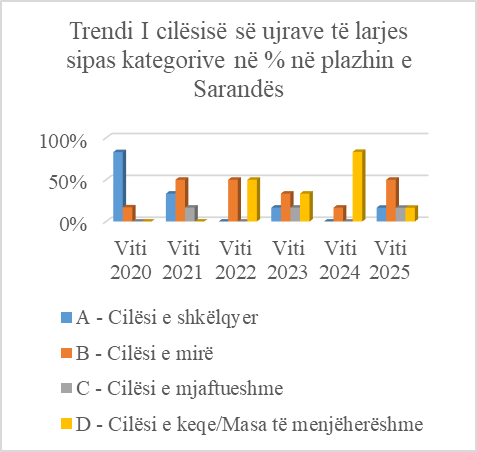 Trendi I cilësisë së ujrave të larjes
sipas kategorive në % në plazhin e
Sarandës
100%
50%
0%
Viti 2020
Viti 2021
Viti 2022
Viti 2023
Viti 2024
Viti 2025
A - Cilësi e shkëlqyer
B - Cilësi e mirë
C - Cilësi e mjaftueshme
D - Cilësi e keqe/Masa të menjëherëshme